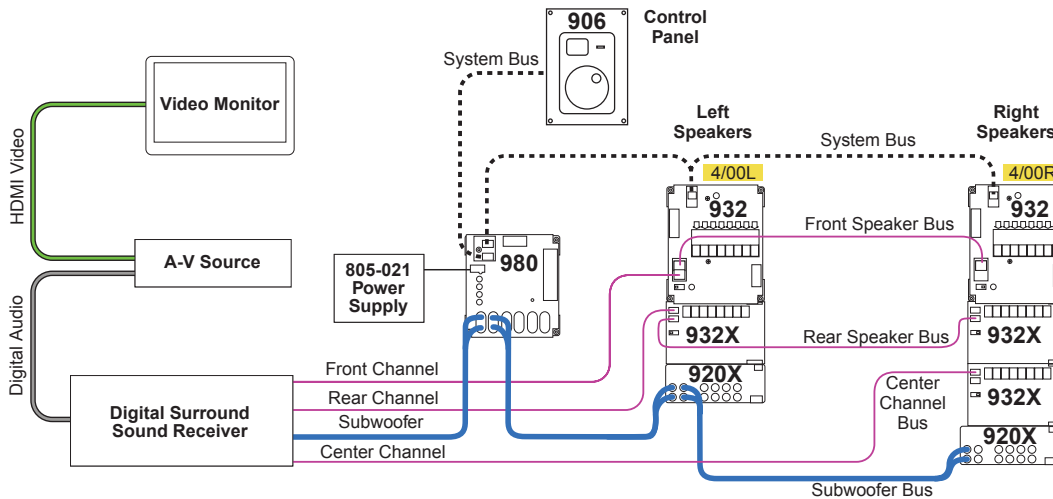 906
Control
Panel
System Bus
Video Monitor
HDMI Video
Left
Speakers
Right
Speakers
System Bus
4/00L
4/00R
932
932
Front Speaker Bus
A-V Source
805-021
Power
Supply
980
932X
Rear Speaker Bus
932X
Digital Audio
Front Channel
920X
Center
Channel
Bus
932X
Rear Channel
Digital Surround
Sound Receiver
Subwoofer
920X
Center Channel
Subwoofer Bus